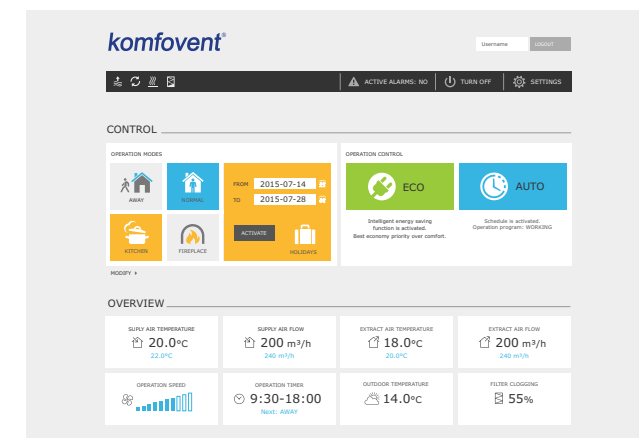 komfovent®
Username
LOGOUT
ACTIVE ALARMS: NO
TURN OFF
SETTINGS
CONTROL
OPERATION MODES
AWAY
NORMAL
KITCHEN
FIREPLACE
FROM 2015-07-14
TO 2015-07-28
ACTIVATE
HOLIDAYS
MODIFY
OPERATION CONTROL
ECO
Intelligent energy saving
function is activated.
Best economy priority over comfort.
AUTO
Schedule is activated.
Operation program: WORKING
OVERVIEW
SUPLY AIR TEMPERATURE
20.0°C
22.0°C
SUPPLY AIR FLOW
200 m³/h
240 m³/h
EXTRACT AIR TEMPERATURE
18.0°C
20.0°C
EXTRACT AIR FLOW
200 m³/h
240 m³/h
OPERATION SPEED
OPERATION TIMER
9:30-18:00
Next: AWAY
OUTDOOR TEMPERATURE
14.0°C
FILTER CLOGGING
55%